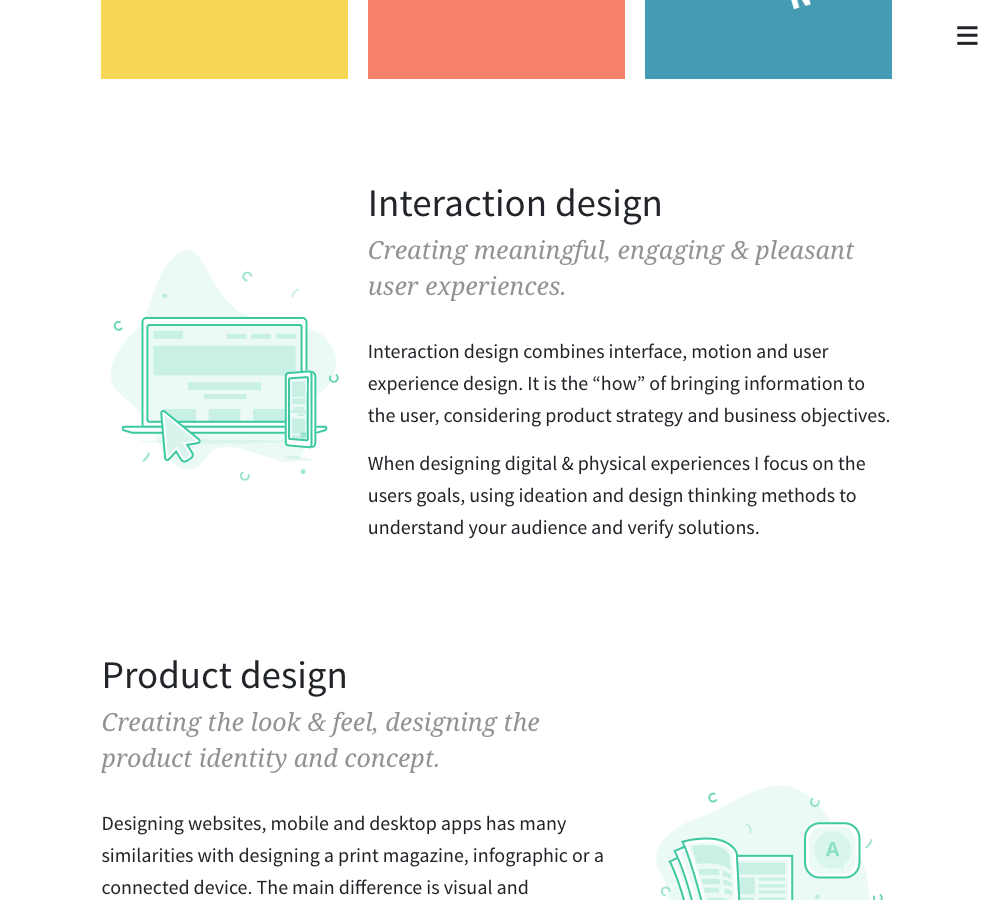 Interaction design
Creating meaningful, engaging & pleasant
user experiences.
Interaction design combines interface, motion and user
experience design. It is the “how” of bringing information to
the user, considering product strategy and business objectives.
When designing digital & physical experiences I focus on the
users goals, using ideation and design thinking methods to
understand your audience and verify solutions.
Product design
Creating the look & feel, designing the
product identity and concept.
Designing websites, mobile and desktop apps has many
similarities with designing a print magazine, infographic or a
connected device. The main difference is visual and
A